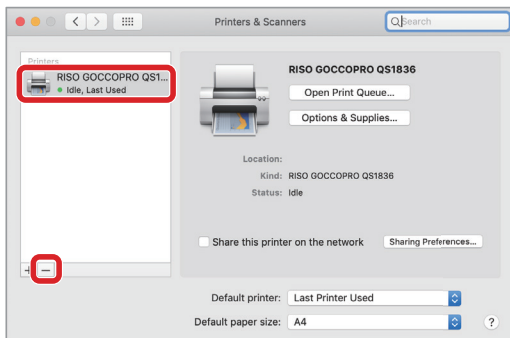 Printers & Scanners
Search
Printers
RISO GOCCOPRO QS1...
Idle, Last Used
RISO GOCCOPRO QS1836
Open Print Queue...
Options & Supplies...
Location:
Kind: RISO GOCCOPRO QS1836
Status: Idle
Share this printer on the network
Sharing Preferences...
+ −
Default printer: Last Printer Used
Default paper size: A4
?